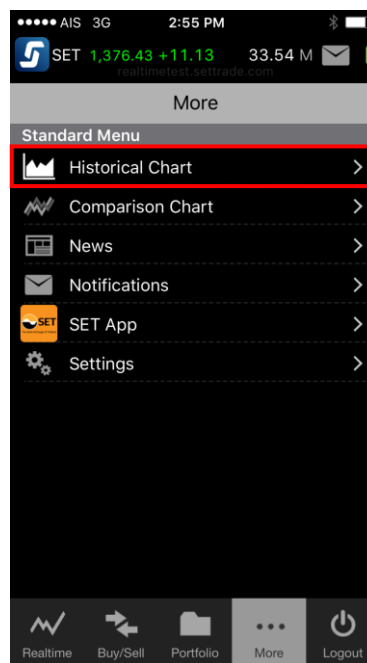 AIS 3G 2:55 PM
SET 1,376.43 +11.13 33.54 M
realtimetest.settrade.com
More
Standard Menu
Historical Chart
Comparison Chart
News
Notifications
SET SET App
Settings
Realtime Buy/Sell Portfolio More Logout